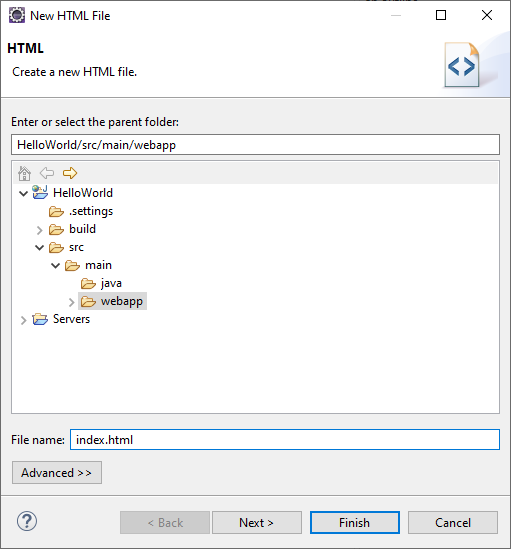 New HTML File
HTML
Create a new HTML file.
Enter or select the parent folder:
HelloWorld/src/main/webapp
HelloWorld
.settings
build
src
main
java
webapp
Servers
File name: index.html
Advanced >>
< Back Next > Finish Cancel